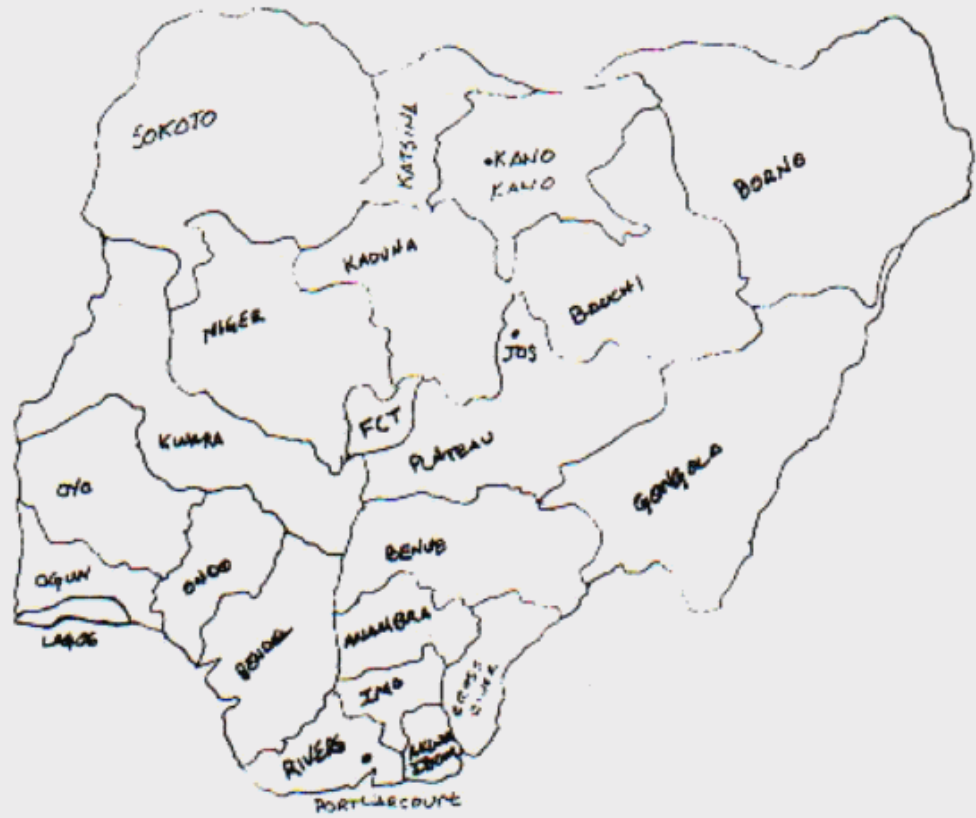 SOKOTO
KATSINA
KANO
KANO
BORNO
KADUNA
NIGER
BAUCHI
JOS
FCT
KWARA
PLATEAU
GONGOLA
OYO
BENUE
OGUN
ONDO
LAGOS
BENDEL
ANAMBRA
IMO
CROSS
RIVER
RIVERS
AKWA
IBOM
PORTHARCOURT